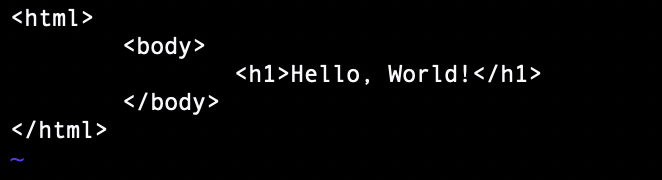 <html>
        <body>
                <h1>Hello, World!</h1>
        </body>
</html>
~